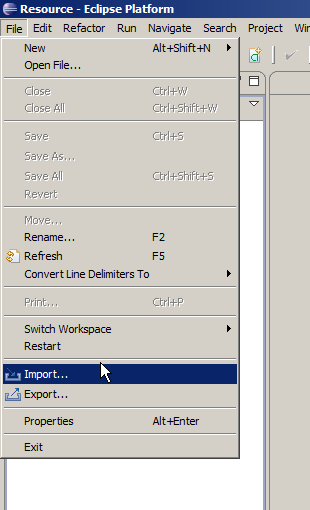 Resource - Eclipse Platform
File Edit Refactor Run Navigate Search Project
New Alt+Shift+N
Open File...
Close Ctrl+W
Close All Ctrl+Shift+W
Save Ctrl+S
Save As...
Save All Ctrl+Shift+S
Revert
Move...
Rename... F2
Refresh F5
Convert Line Delimiters To
Print... Ctrl+P
Switch Workspace
Restart
Import...
Export...
Properties Alt+Enter
Exit